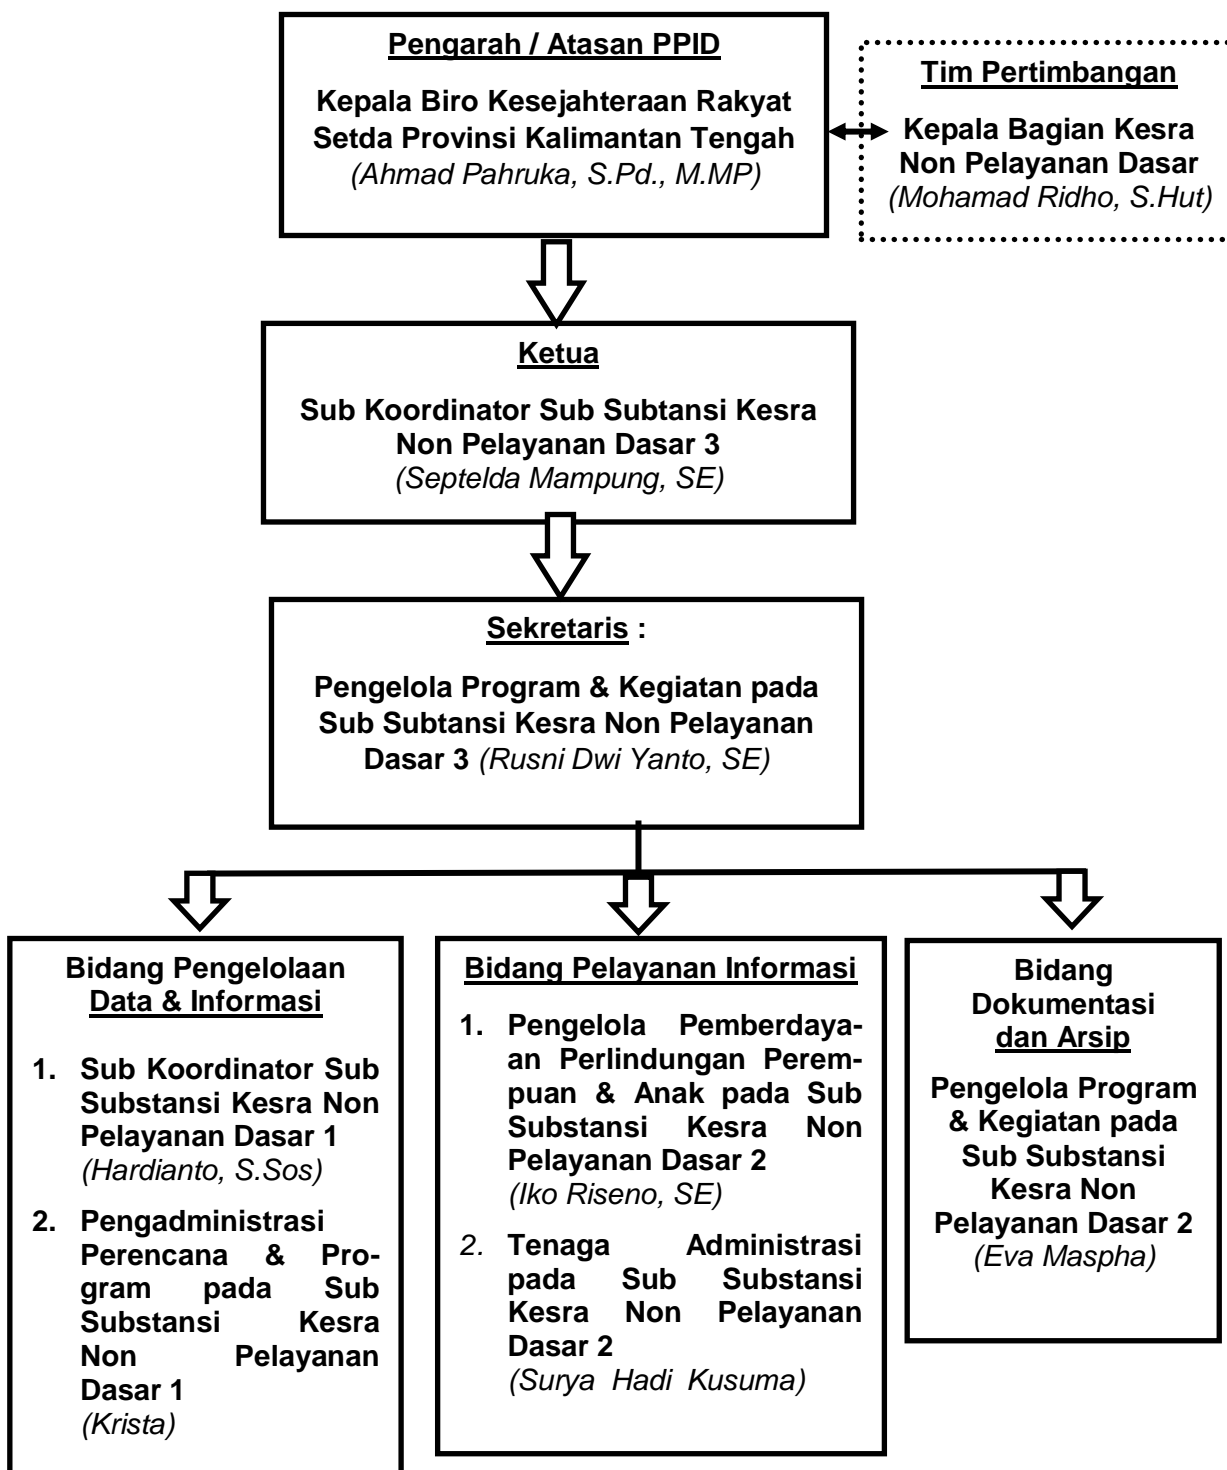 Pengarah / Atasan PPID
Kepala Biro Kesejahteraan Rakyat
Setda Provinsi Kalimantan Tengah
(Ahmad Pahruka, S.Pd., M.MP)
Tim Pertimbangan
Kepala Bagian Kesra
Non Pelayanan Dasar
(Mohamad Ridho, S.Hut)
Ketua
Sub Koordinator Sub Subtansi Kesra
Non Pelayanan Dasar 3
(Septelda Mampung, SE)
Sekretaris :
Pengelola Program & Kegiatan pada
Sub Subtansi Kesra Non Pelayanan
Dasar 3 (Rusni Dwi Yanto, SE)
Bidang Pengelolaan
Data & Informasi
1. Sub Koordinator Sub
Substansi Kesra Non
Pelayanan Dasar 1
(Hardianto, S.Sos)
2. Pengadministrasi
Perencana & Pro-
gram pada Sub
Substansi Kesra
Non Pelayanan
Dasar 1
(Krista)
Bidang Pelayanan Informasi
1. Pengelola Pemberdaya-
an Perlindungan Perem-
puan & Anak pada Sub
Substansi Kesra Non
Pelayanan Dasar 2
(Iko Riseno, SE)
2. Tenaga Administrasi
pada Sub Substansi
Kesra Non Pelayanan
Dasar 2
(Surya Hadi Kusuma)
Bidang
Dokumentasi
dan Arsip
Pengelola Program
& Kegiatan pada
Sub Substansi
Kesra Non
Pelayanan Dasar 2
(Eva Maspha)